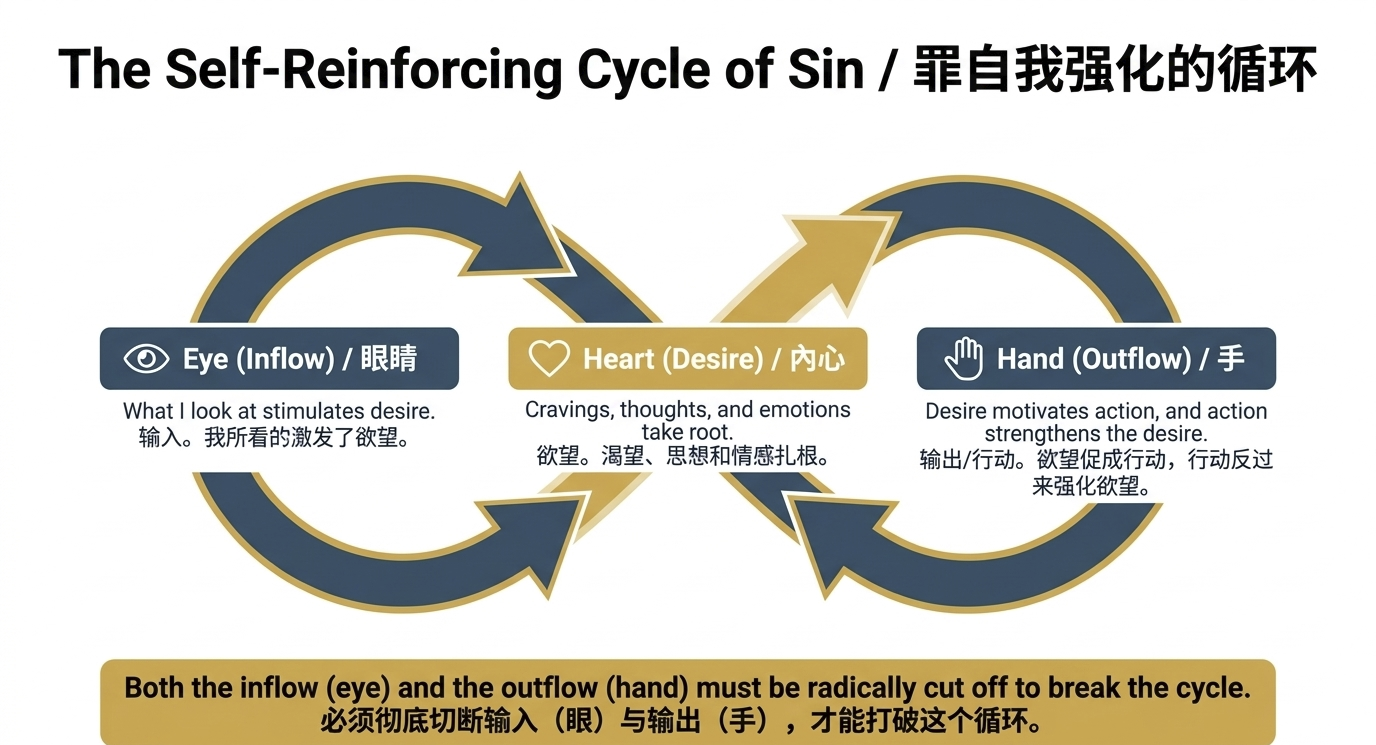 The Self-Reinforcing Cycle of Sin / 罪自我强化的循环
Eye (Inflow) / 眼睛
What I look at stimulates desire.
输入。我所看的激发了欲望。
Heart (Desire) / 內心
Cravings, thoughts, and emotions
take root.
欲望。渴望、思想和情感扎根。
Hand (Outflow) / 手
Desire motivates action, and action
strengthens the desire.
输出/行动。欲望促成行动，行动反过
来强化欲望。
Both the inflow (eye) and the outflow (hand) must be radically cut off to break the cycle.
必须彻底切断输入（眼）与输出（手），才能打破这个循环。